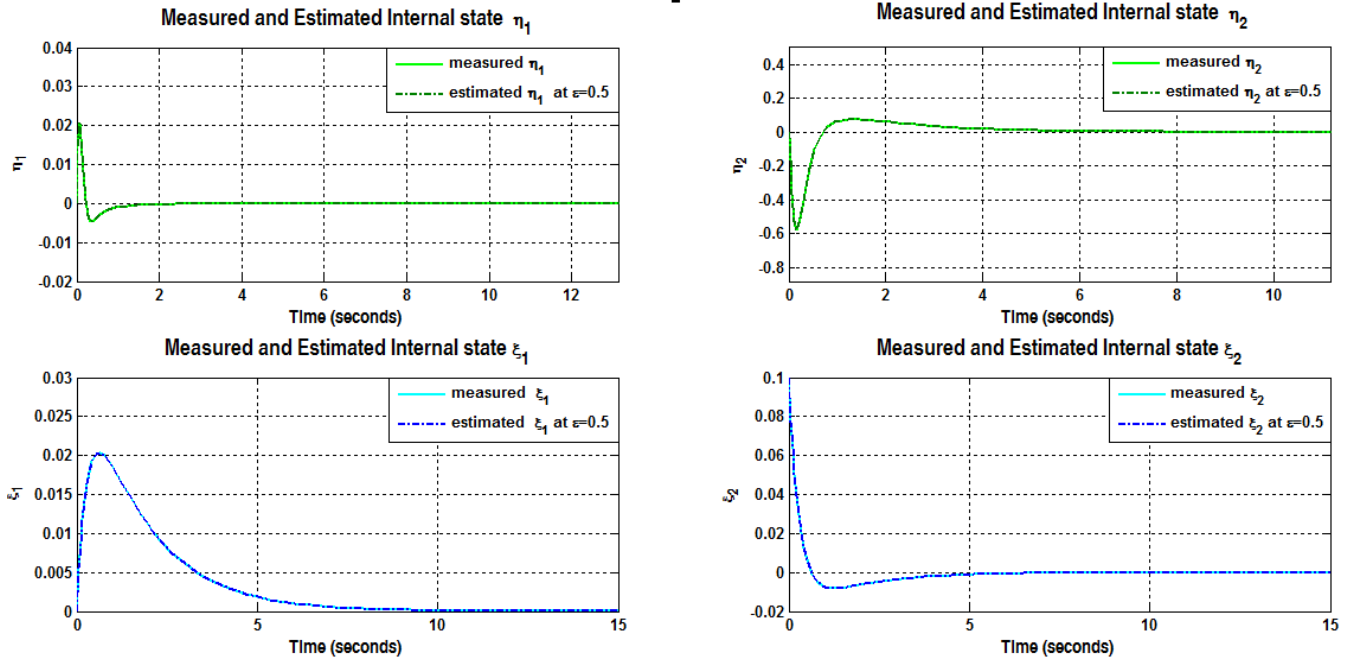 Measured and Estimated Internal state η1
0.04
0.03
0.02
0.01
0
-0.01
-0.02
η1
measured η1
estimated η1 at ε=0.5
0
2
4
6
8
10
12
Time (seconds)
Measured and Estimated Internal state η2
0.4
0.2
0
-0.2
-0.4
-0.6
-0.8
η2
measured η2
estimated η2 at ε=0.5
0
2
4
6
8
10
Time (seconds)
Measured and Estimated Internal state ξ1
0.03
0.025
0.02
0.015
0.01
0.005
0
ξ1
measured ξ1
estimated ξ1 at ε=0.5
0
5
10
15
Time (seconds)
Measured and Estimated Internal state ξ2
0.1
0.08
0.06
0.04
0.02
0
-0.02
ξ2
measured ξ2
estimated ξ2 at ε=0.5
0
5
10
15
Time (seconds)